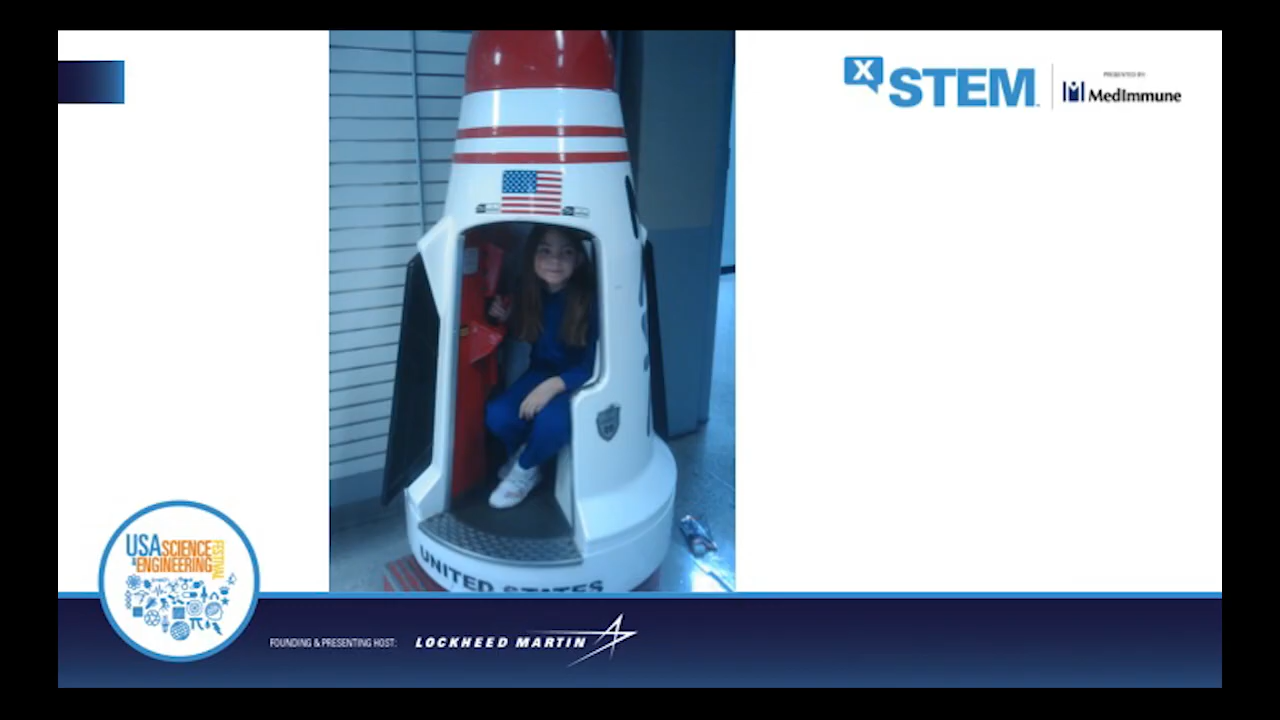 X STEM
PRESENTED BY:
MedImmune
UNITED STATES
USA SCIENCE
& ENGINEERING
FESTIVAL
FOUNDING & PRESENTING HOST:
LOCKHEED MARTIN